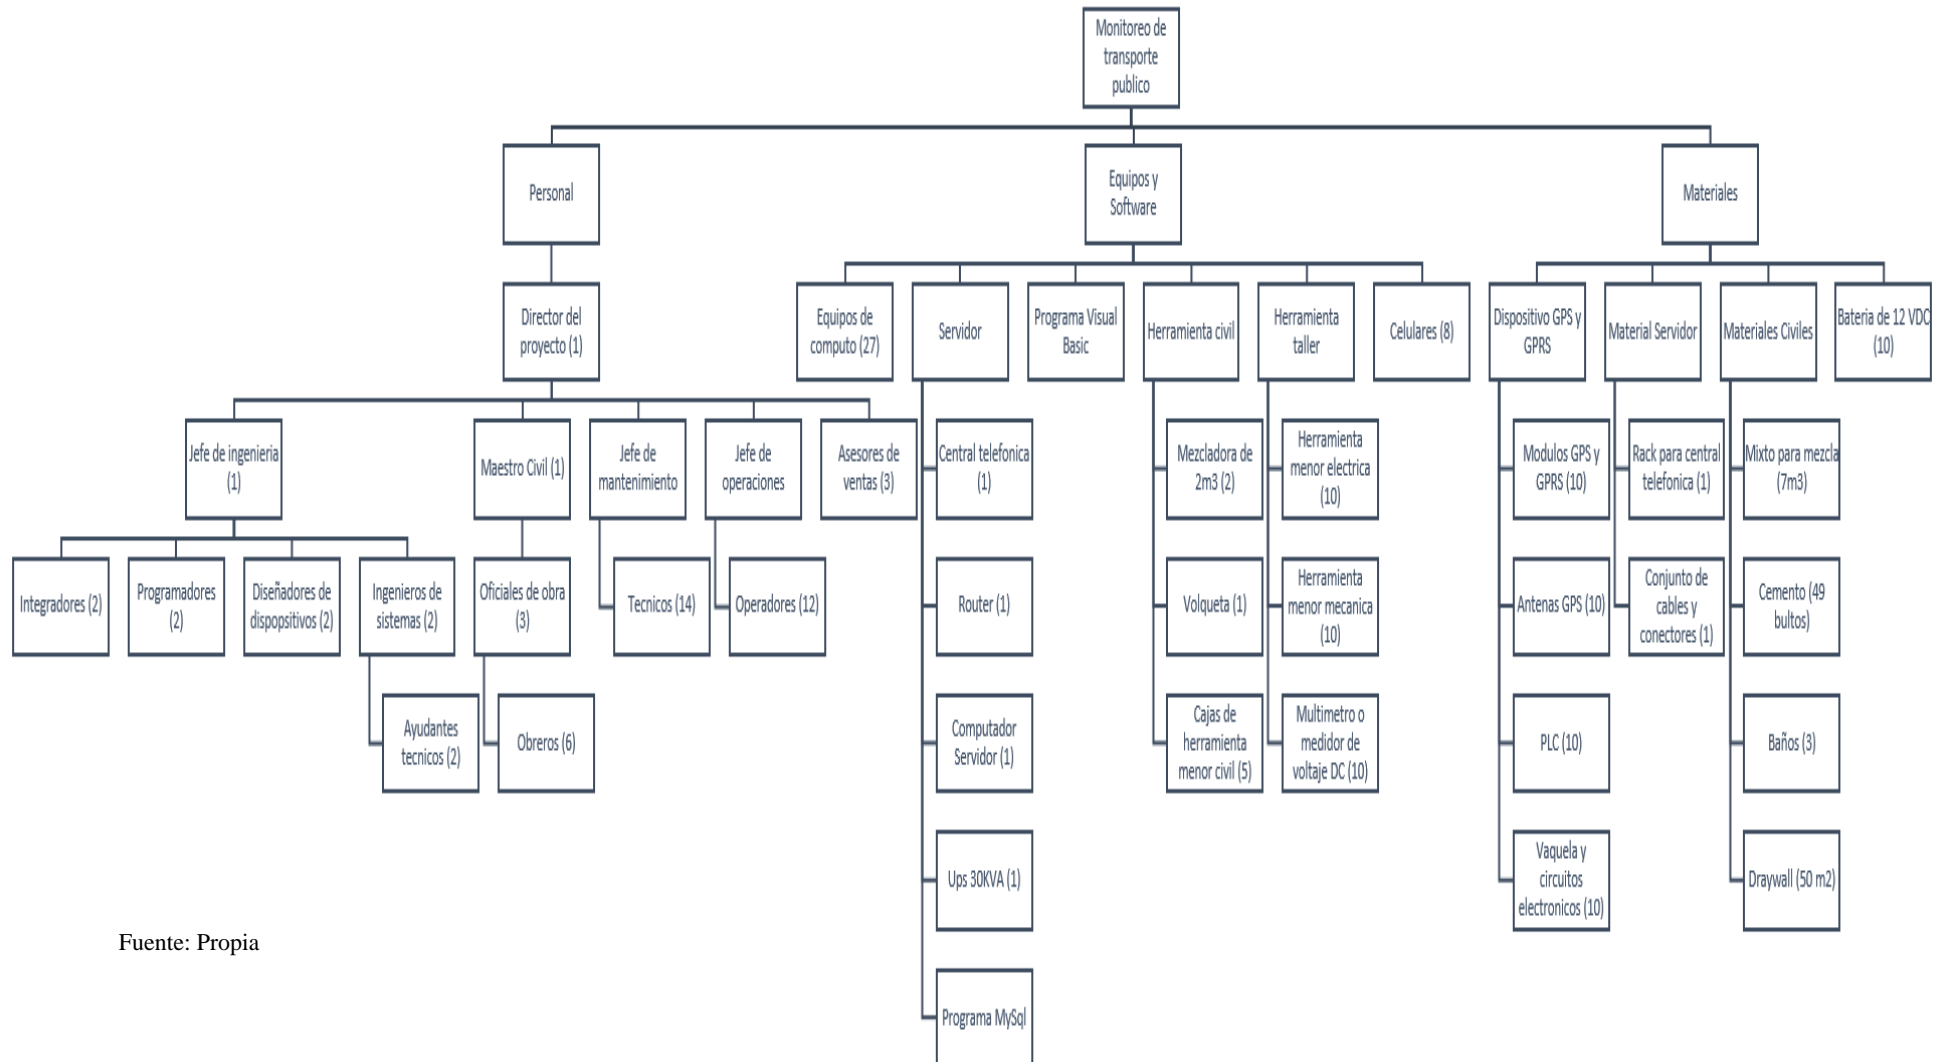 Monitoreo de
transporte
publico
Personal
Equipos y
Software
Materiales
Director del
proyecto (1)
Equipos de
computo (27)
Servidor
Programa Visual
Basic
Herramienta civil
Herramienta
taller
Celulares (8)
Dispositivo GPS y
GPRS
Material Servidor
Materiales Civiles
Bateria de 12 VDC
(10)
Jefe de ingenieria
(1)
Maestro Civil (1)
Jefe de
mantenimiento
Jefe de
operaciones
Asesores de
ventas (3)
Central telefonica
(1)
Mezcladora de
2m3 (2)
Herramienta
menor electrica
(10)
Modulos GPS y
GPRS (10)
Rack para central
telefonica (1)
Mixto para mezcla
(7m3)
Integradores (2)
Programadores
(2)
Diseñadores de
dispopsitivos (2)
Ingenieros de
sistemas (2)
Oficiales de obra
(3)
Tecnicos (14)
Operadores (12)
Router (1)
Volqueta (1)
Herramienta
menor mecanica
(10)
Antenas GPS (10)
Conjunto de
cables y
conectores (1)
Cemento (49
bultos)
Ayudantes
tecnicos (2)
Obreros (6)
Computador
Servidor (1)
Cajas de
herramienta
menor civil (5)
Multimetro o
medidor de
voltaje DC (10)
PLC (10)
Baños (3)
Ups 30KVA (1)
Vaquela y
circuitos
electronicos (10)
Draywall (50 m2)
Fuente: Propia
Programa MySql